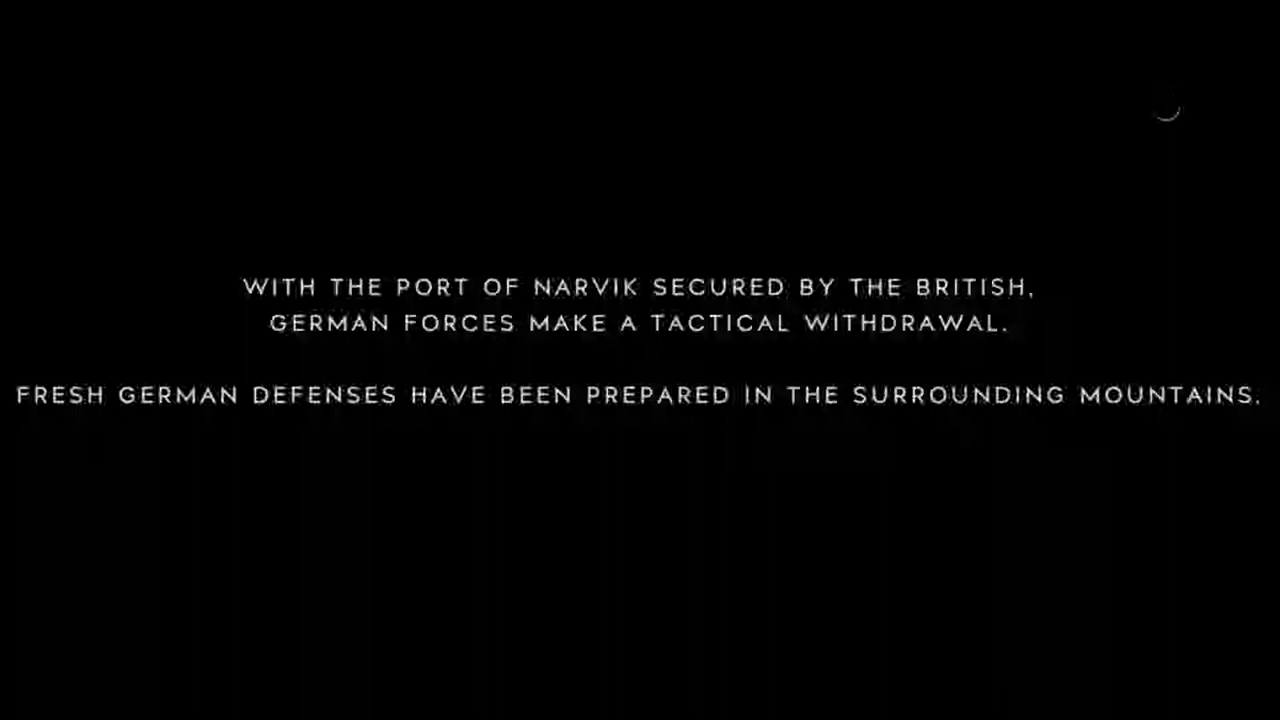 WITH THE PORT OF NARVIK SECURED BY THE BRITISH,
GERMAN FORCES MAKE A TACTICAL WITHDRAWAL.
FRESH GERMAN DEFENSES HAVE BEEN PREPARED IN THE SURROUNDING MOUNTAINS.